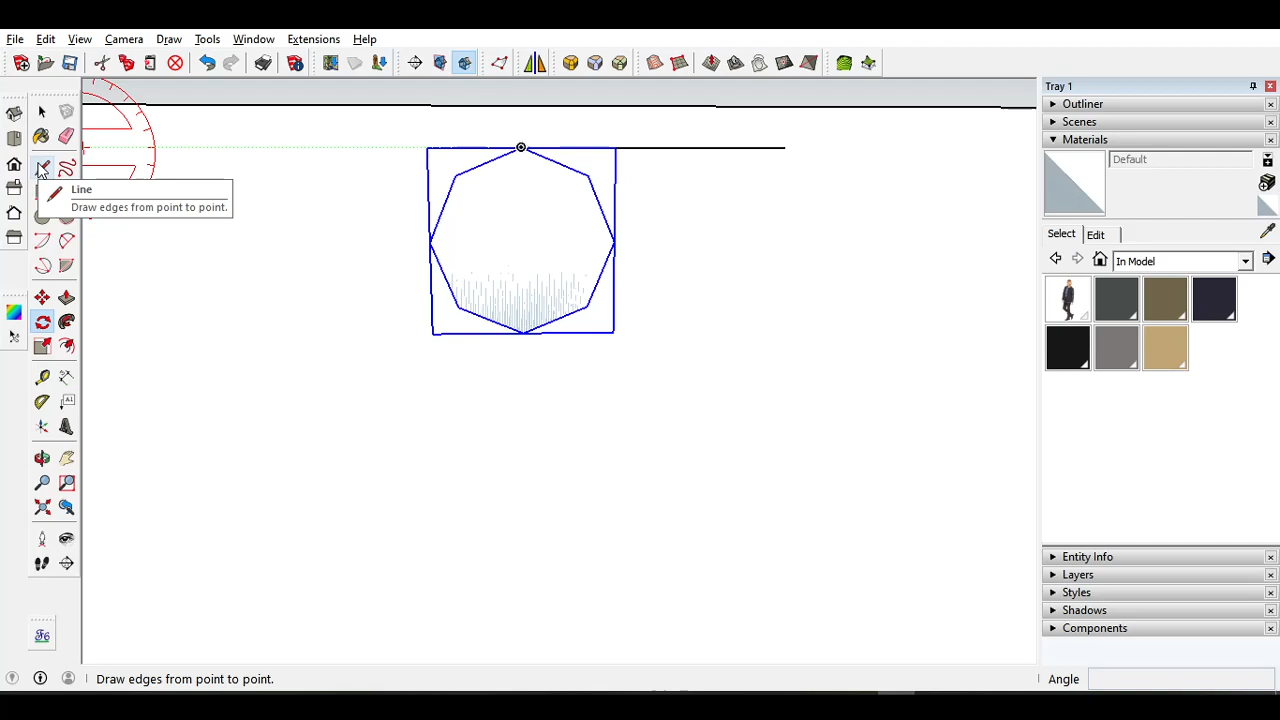 File Edit View Camera Draw Tools Window Extensions Help
Tray 1
Outliner
Scenes
Materials
Default
Line
Draw edges from point to point.
Select Edit
In Model
A1
Entity Info
Layers
Styles
Shadows
Components
F6
Draw edges from point to point.
Angle